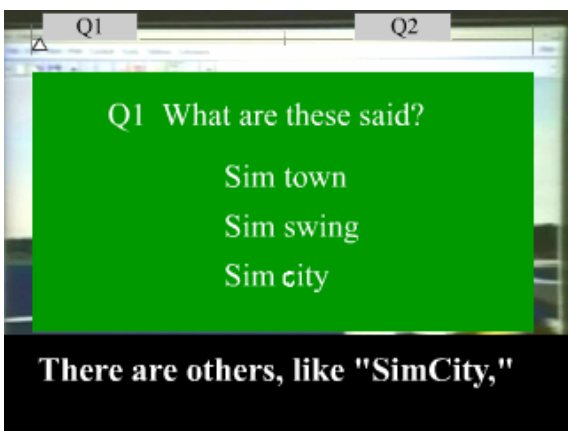 Q1 Q2
Q1 What are these said?
Sim town
Sim swing
Sim city
There are others, like "SimCity,"